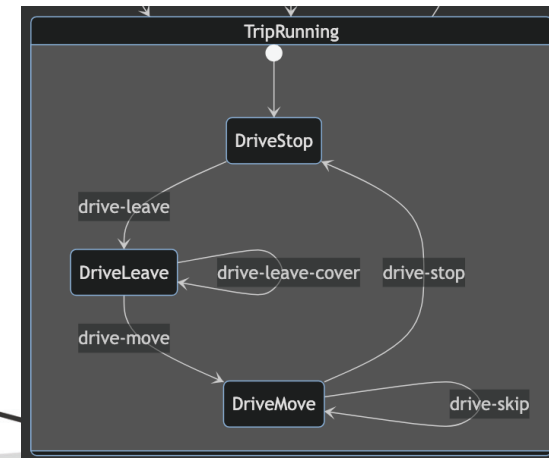 TripRunning
DriveStop
drive-leave
DriveLeave
drive-leave-cover
drive-stop
drive-move
DriveMove
drive-skip